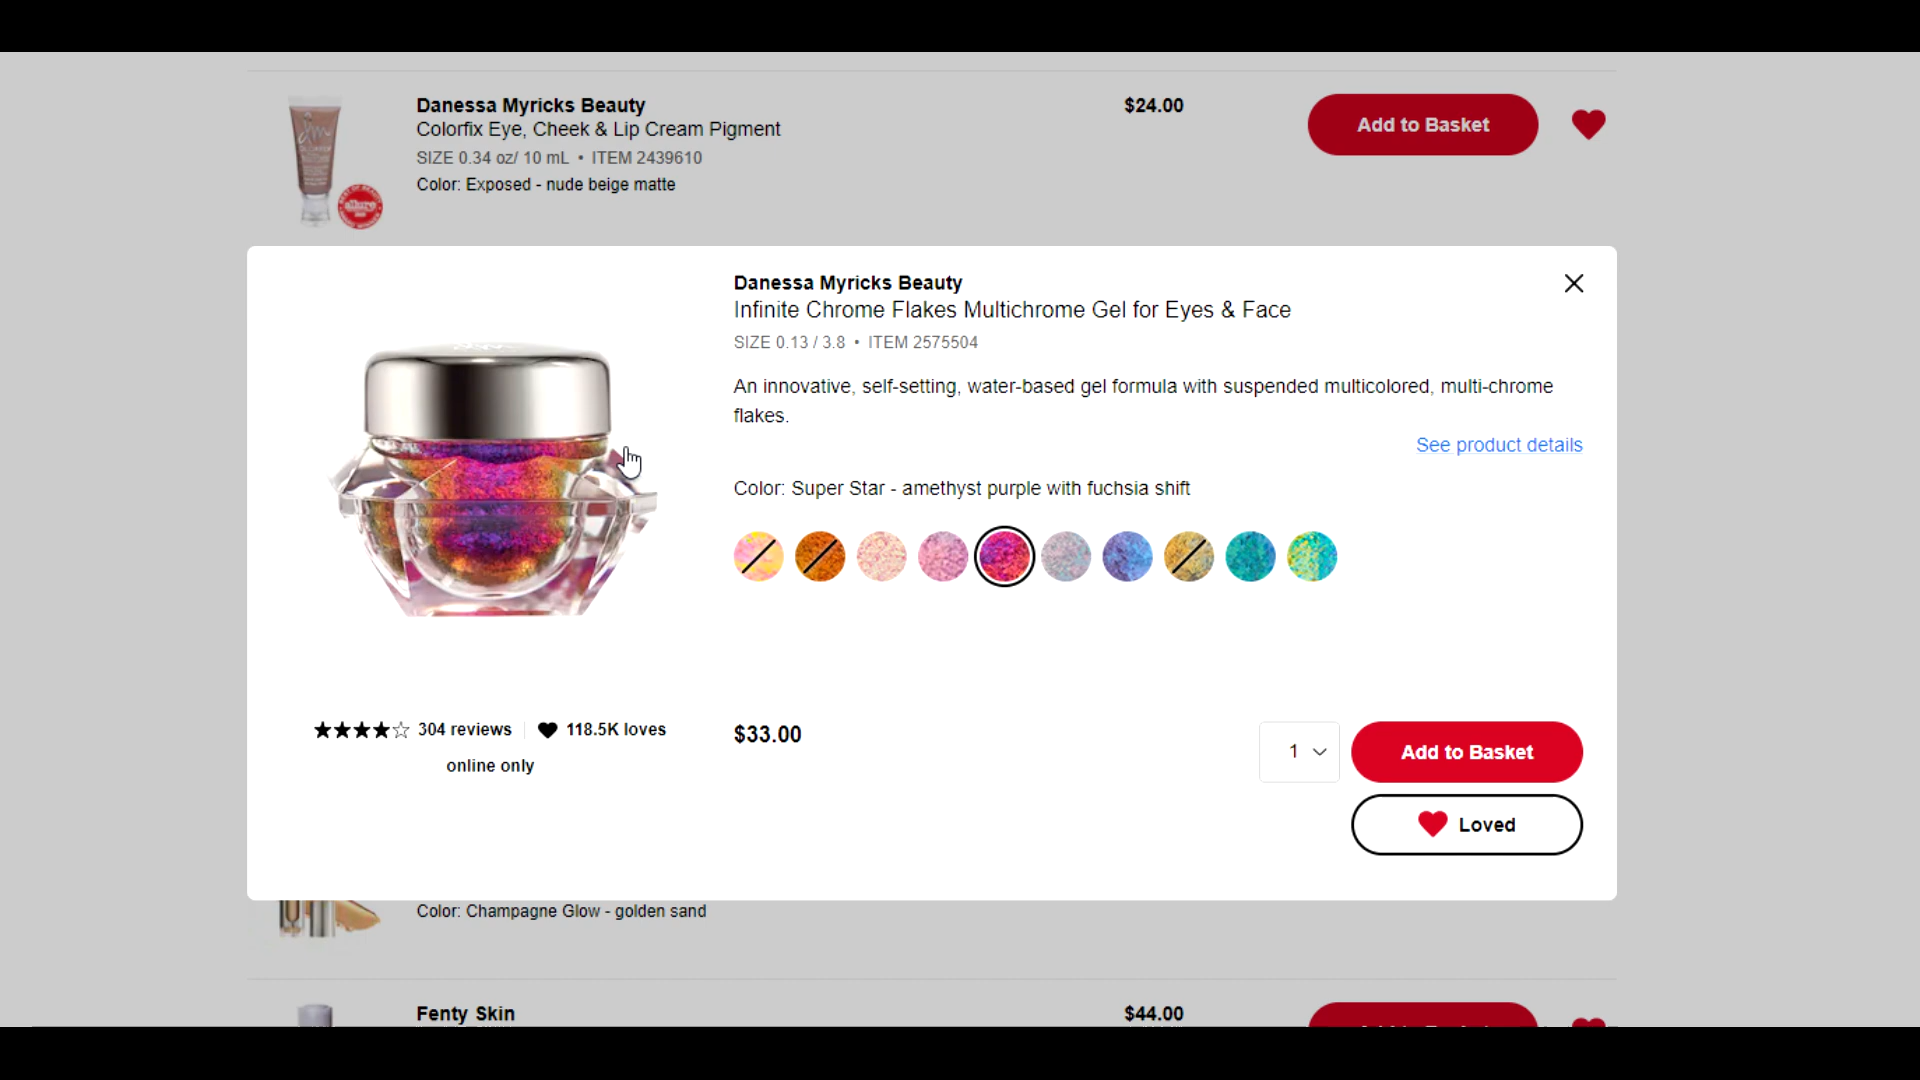 Danessa Myricks Beauty
Colorfix Eye, Cheek & Lip Cream Pigment
SIZE 0.34 oz/ 10 mL • ITEM 2439610
Color: Exposed - nude beige matte
$24.00
Add to Basket
allure
Danessa Myricks Beauty
Infinite Chrome Flakes Multichrome Gel for Eyes & Face
SIZE 0.13 / 3.8 • ITEM 2575504
An innovative, self-setting, water-based gel formula with suspended multicolored, multi-chrome
flakes.
See product details
Color: Super Star - amethyst purple with fuchsia shift
304 reviews
118.5K loves
online only
$33.00
1
Add to Basket
Loved
Color: Champagne Glow - golden sand
Fenty Skin
$44.00